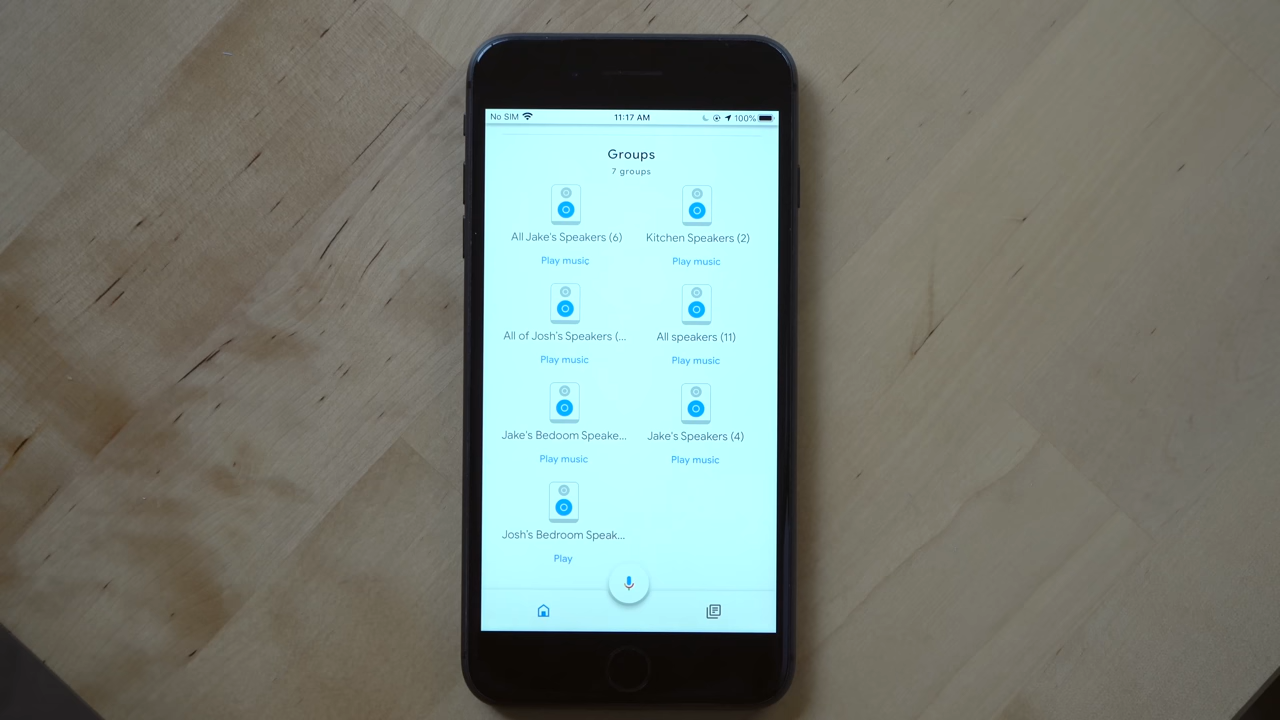 No SIM 11:17 AM 100%
Groups
7 groups
All Jake's Speakers (6) Kitchen Speakers (2)
Play music Play music
All of Josh's Speakers (... All speakers (11)
Play music Play music
Jake's Bedoom Speake... Jake's Speakers (4)
Play music Play music
Josh's Bedroom Speak...
Play